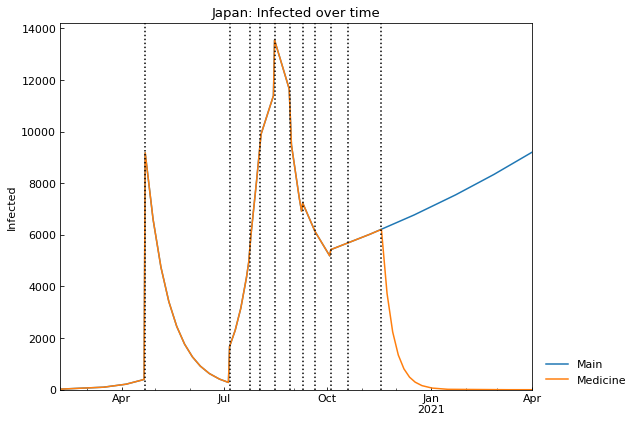 Japan: Infected over time
14000
12000
10000
8000
6000
4000
2000
0
Infected
Apr
Jul
Oct
Jan
2021
Apr
Main
Medicine